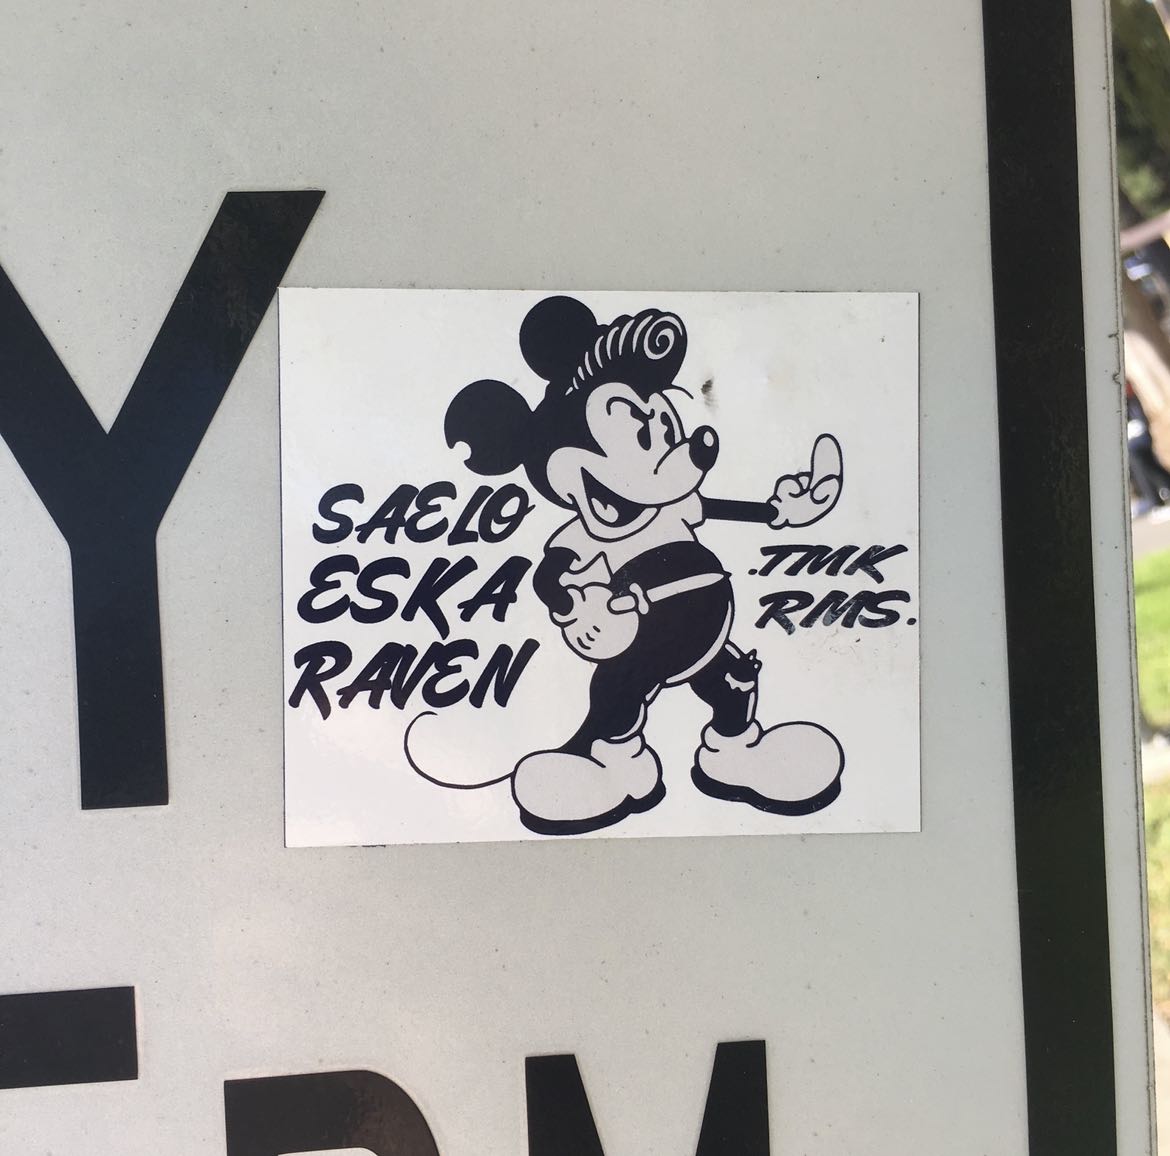 Y
SAELO
ESKA
RAVEN
.TMK
RMS.